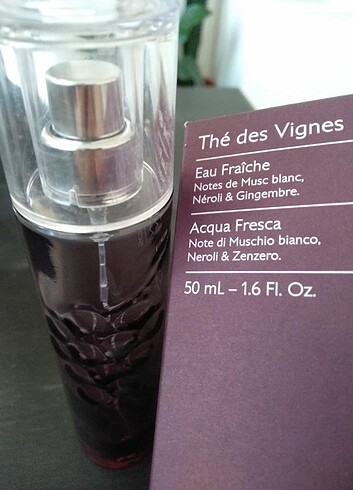 Thé des Vignes
Eau Fraîche
Notes de Musc blanc,
Néroli & Gingembre.
Acqua Fresca
Note di Muschio bianco,
Neroli & Zenzero.
50 mL – 1.6 Fl. Oz.